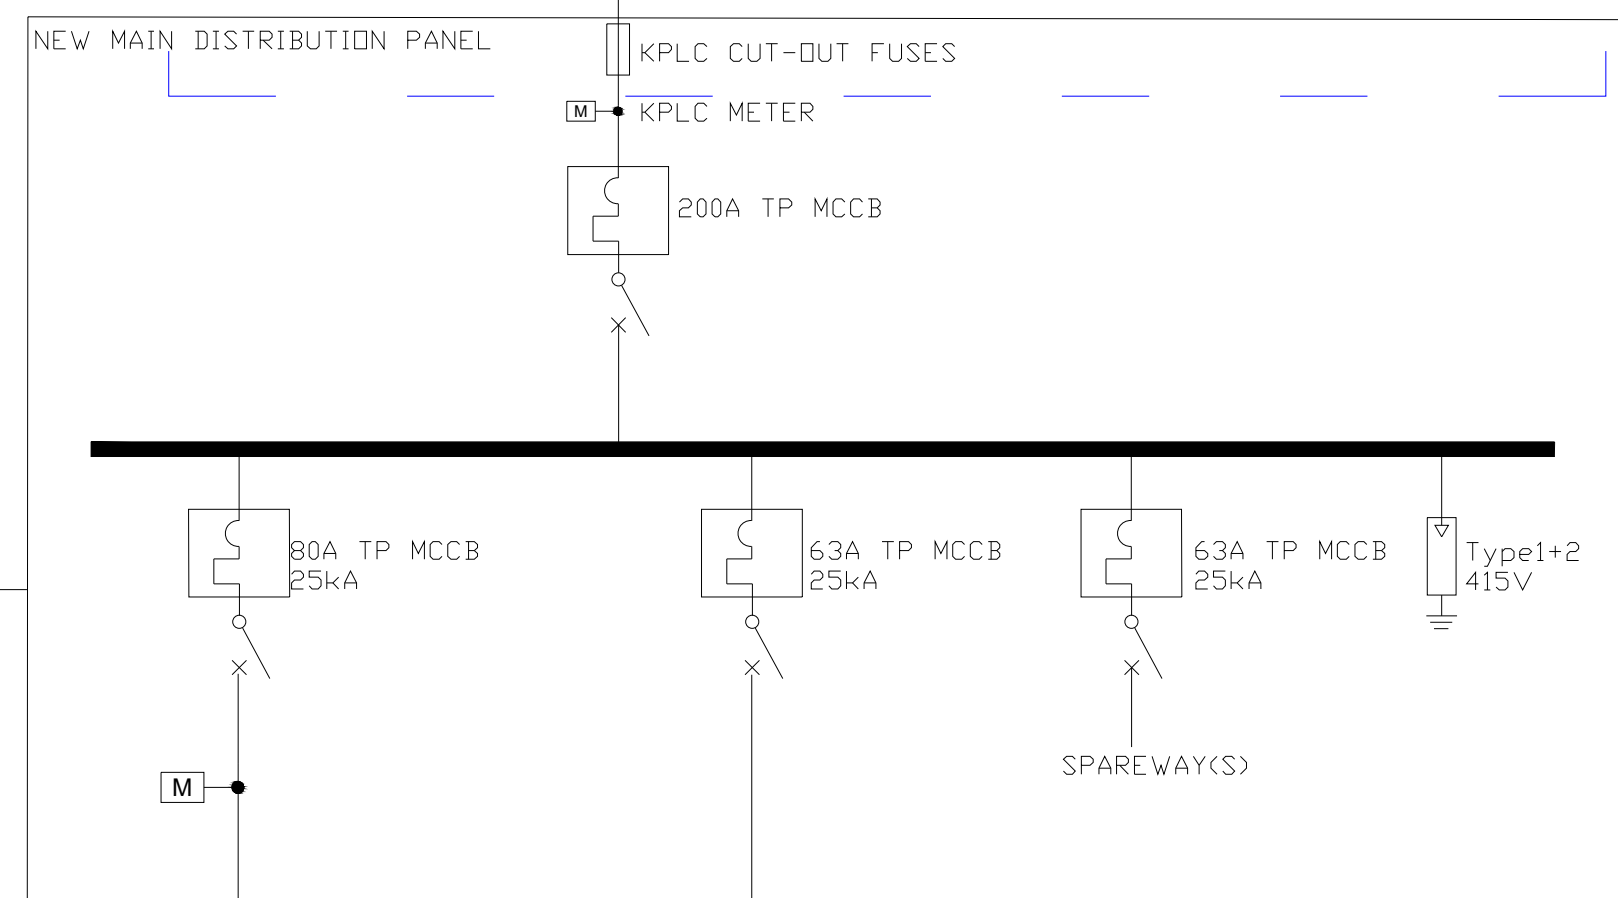 NEW MAIN DISTRIBUTION PANEL
KPLC CUT-OUT FUSES
M
KPLC METER
200A TP MCCB
80A TP MCCB
25kA
63A TP MCCB
25kA
63A TP MCCB
25kA
Type1+2
415V
SPAREWAY(S)
M